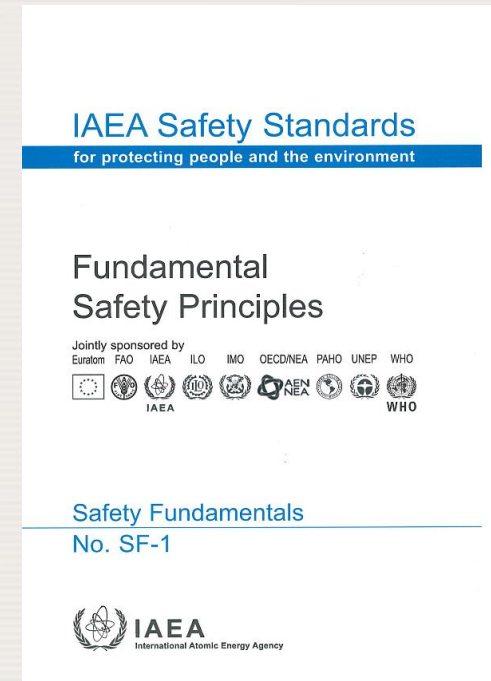 IAEA Safety Standards
for protecting people and the environment
Fundamental
Safety Principles
Jointly sponsored by
Euratom FAO IAEA ILO IMO OECD/NEA PAHO UNEP WHO
AEN
NEA
IAEA
WHO
Safety Fundamentals
No. SF-1
IAEA
International Atomic Energy Agency